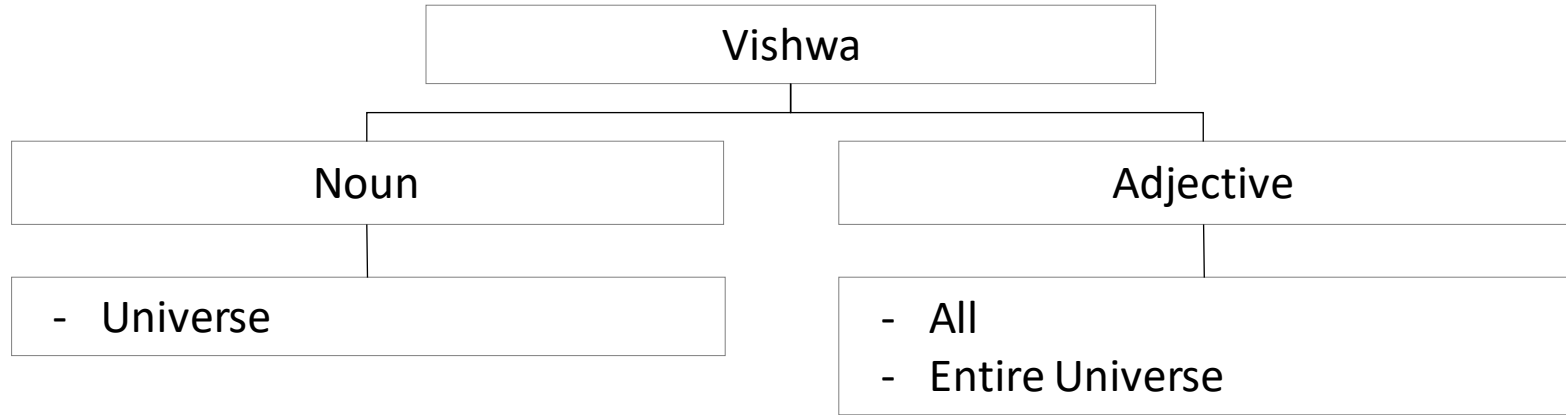 Vishwa
Noun
Adjective
- Universe
- All
- Entire Universe